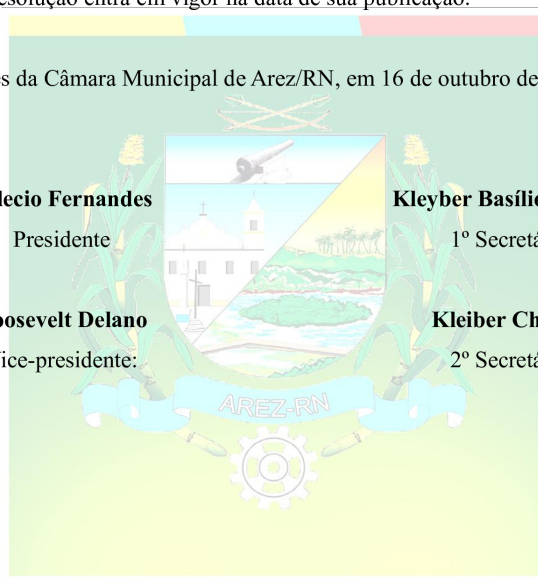 esolução entra em vigor na data de sua publicação.
es da Câmara Municipal de Arez/RN, em 16 de outubro de
lecio Fernandes Kleyber Basílio
Presidente 1º Secretá
oosevelt Delano Kleiber Ch
ice-presidente: 2º Secretá
AREZ-RN